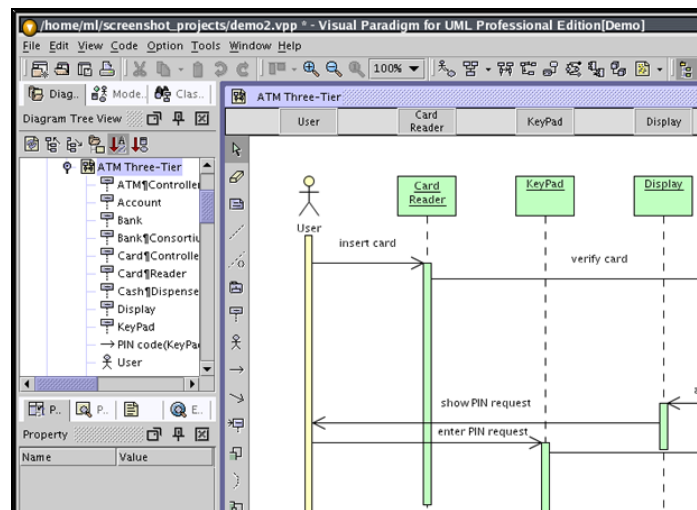 /home/ml/screenshot_projects/demo2.vpp * - Visual Paradigm for UML Professional Edition[Demo]
File Edit View Code Option Tools Window Help
100%
Diag.. Mode.. Clas..
ATM Three-Tier
Diagram Tree View
User Card Reader KeyPad Display
ATM Three-Tier
ATM¶Controlle
Account
Bank
Bank¶Consortiu
Card¶Controlle
Card¶Reader
Cash¶Dispense
Display
KeyPad
PIN code(KeyPa
User
Card
Reader
KeyPad
Display
User
insert card
verify card
show PIN request
enter PIN request
P.. P.. E..
Property
Name Value